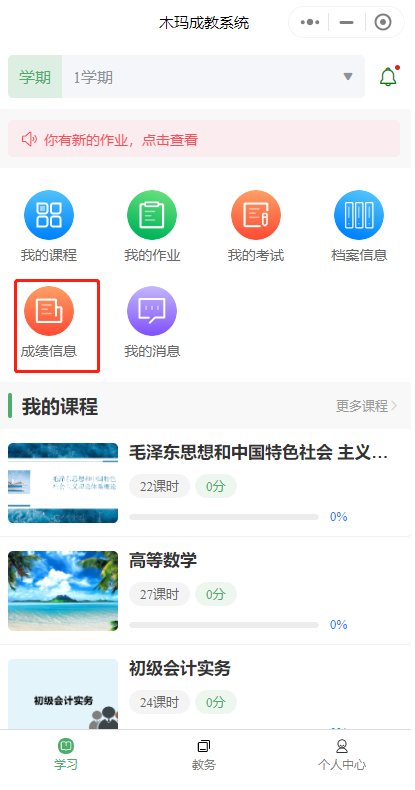 木玛成教系统
学期 1学期
你有新的作业，点击查看
我的课程 我的作业 我的考试 档案信息
成绩信息 我的消息
我的课程 更多课程
毛泽东思想和中国特色社会 主义...
22课时 0分
0%
高等数学
27课时 0分
0%
初级会计实务
初级会计实务
24课时 0分
学习 教务 个人中心